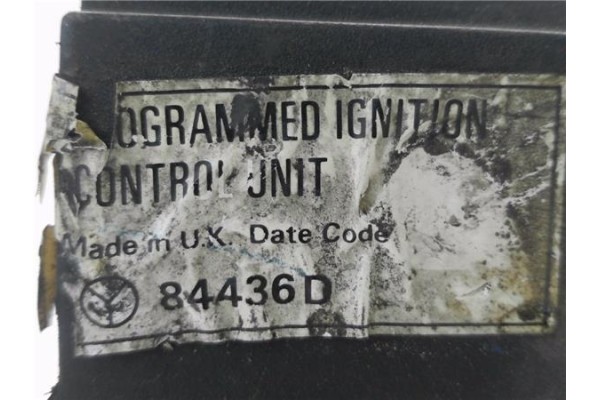 OGRAMMED IGNITION
CONTROL UNIT
Made in U.K. Date Code
84436D